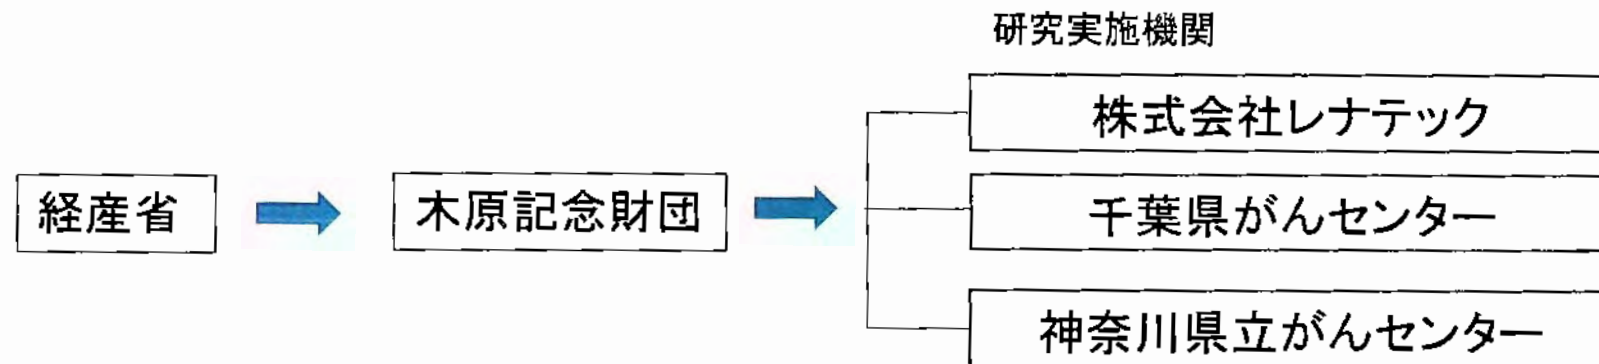 研究実施機関
株式会社レナテック
経産省
木原記念財団
千葉県がんセンター
神奈川県立がんセンター